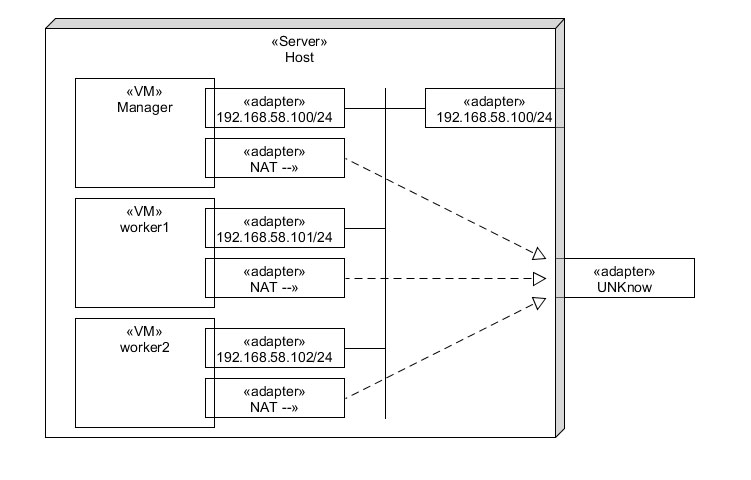 «Server»
Host
«VM»
Manager
«adapter»
192.168.58.100/24
«adapter»
192.168.58.100/24
«adapter»
NAT --»
«VM»
worker1
«adapter»
192.168.58.101/24
«adapter»
NAT --»
«adapter»
UNKnow
«VM»
worker2
«adapter»
192.168.58.102/24
«adapter»
NAT --»